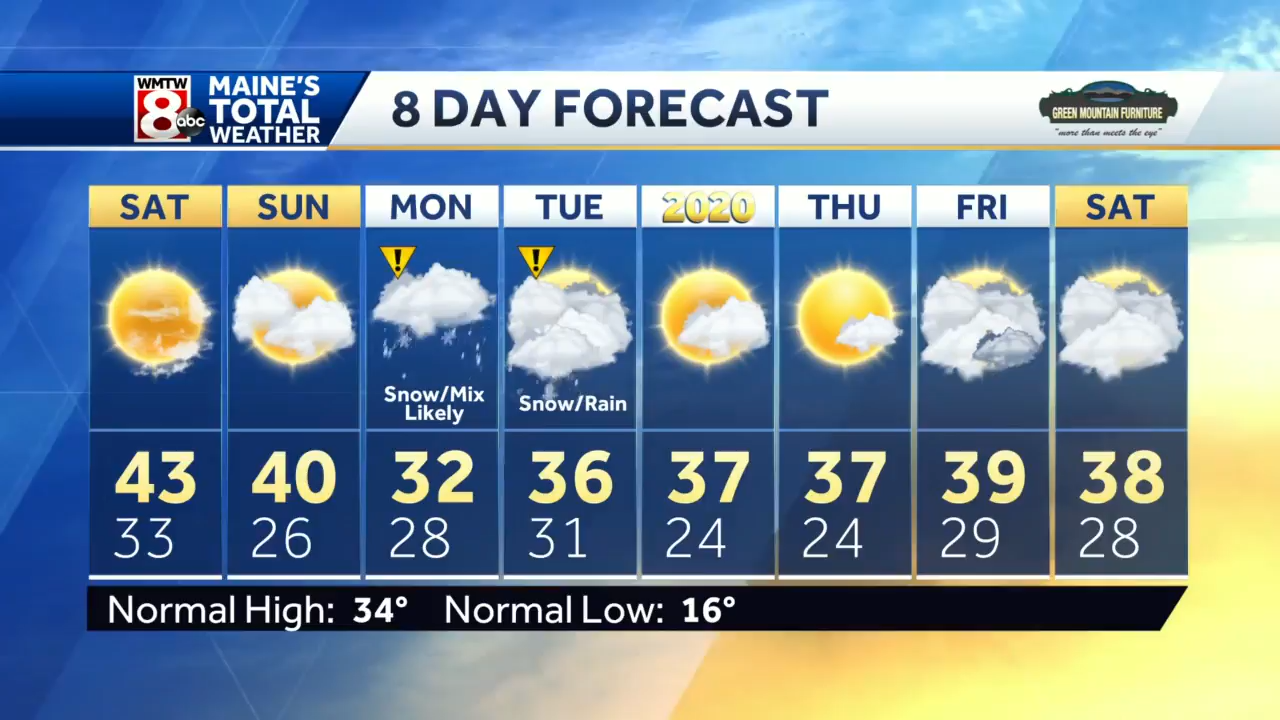 WMTW
8
abc
MAINE'S
TOTAL
WEATHER
8 DAY FORECAST
GREEN MOUNTAIN FURNITURE
"more than meets the eye"
SAT SUN MON TUE 2020 THU FRI SAT
! !
Snow/Mix
Likely
Snow/Rain
43 40 32 36 37 37 39 38
33 26 28 31 24 24 29 28
Normal High: 34° Normal Low: 16°